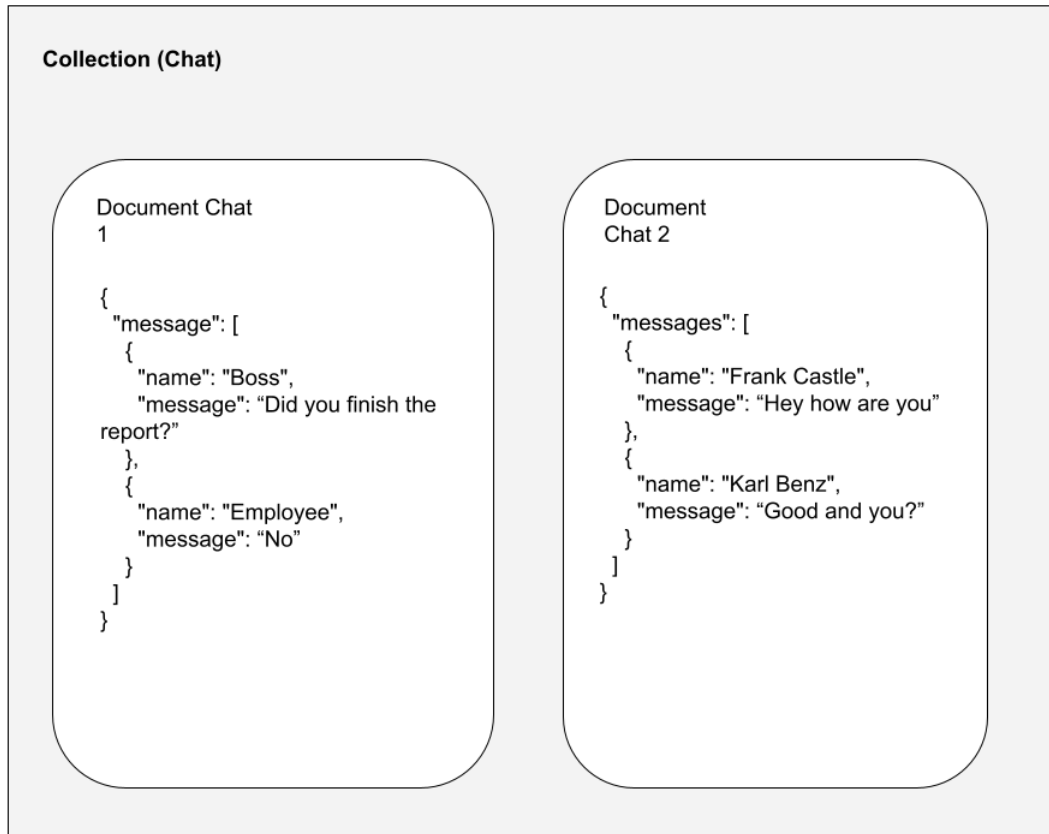 Collection (Chat)
Document Chat
1
{
"message": [
{
"name": "Boss",
"message": “Did you finish the
report?”
},
{
"name": "Employee",
"message": “No”
}
]
}
Document
Chat 2
{
"messages": [
{
"name": "Frank Castle",
"message": “Hey how are you”
},
{
"name": "Karl Benz",
"message": “Good and you?”
}
]
}